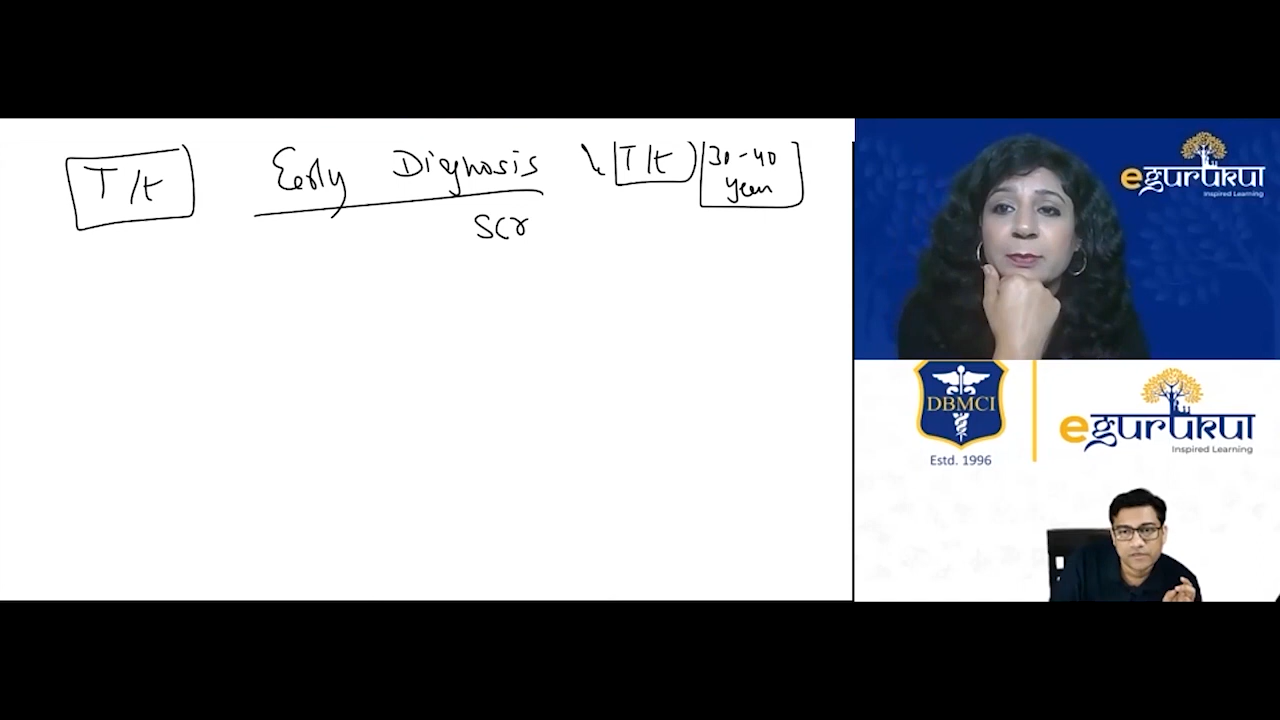 T/t Early Diagnosis T/t 30-40
year
Scr
egurukul
Inspired Learning
DBMCI
Estd. 1996
egurukul
Inspired Learning